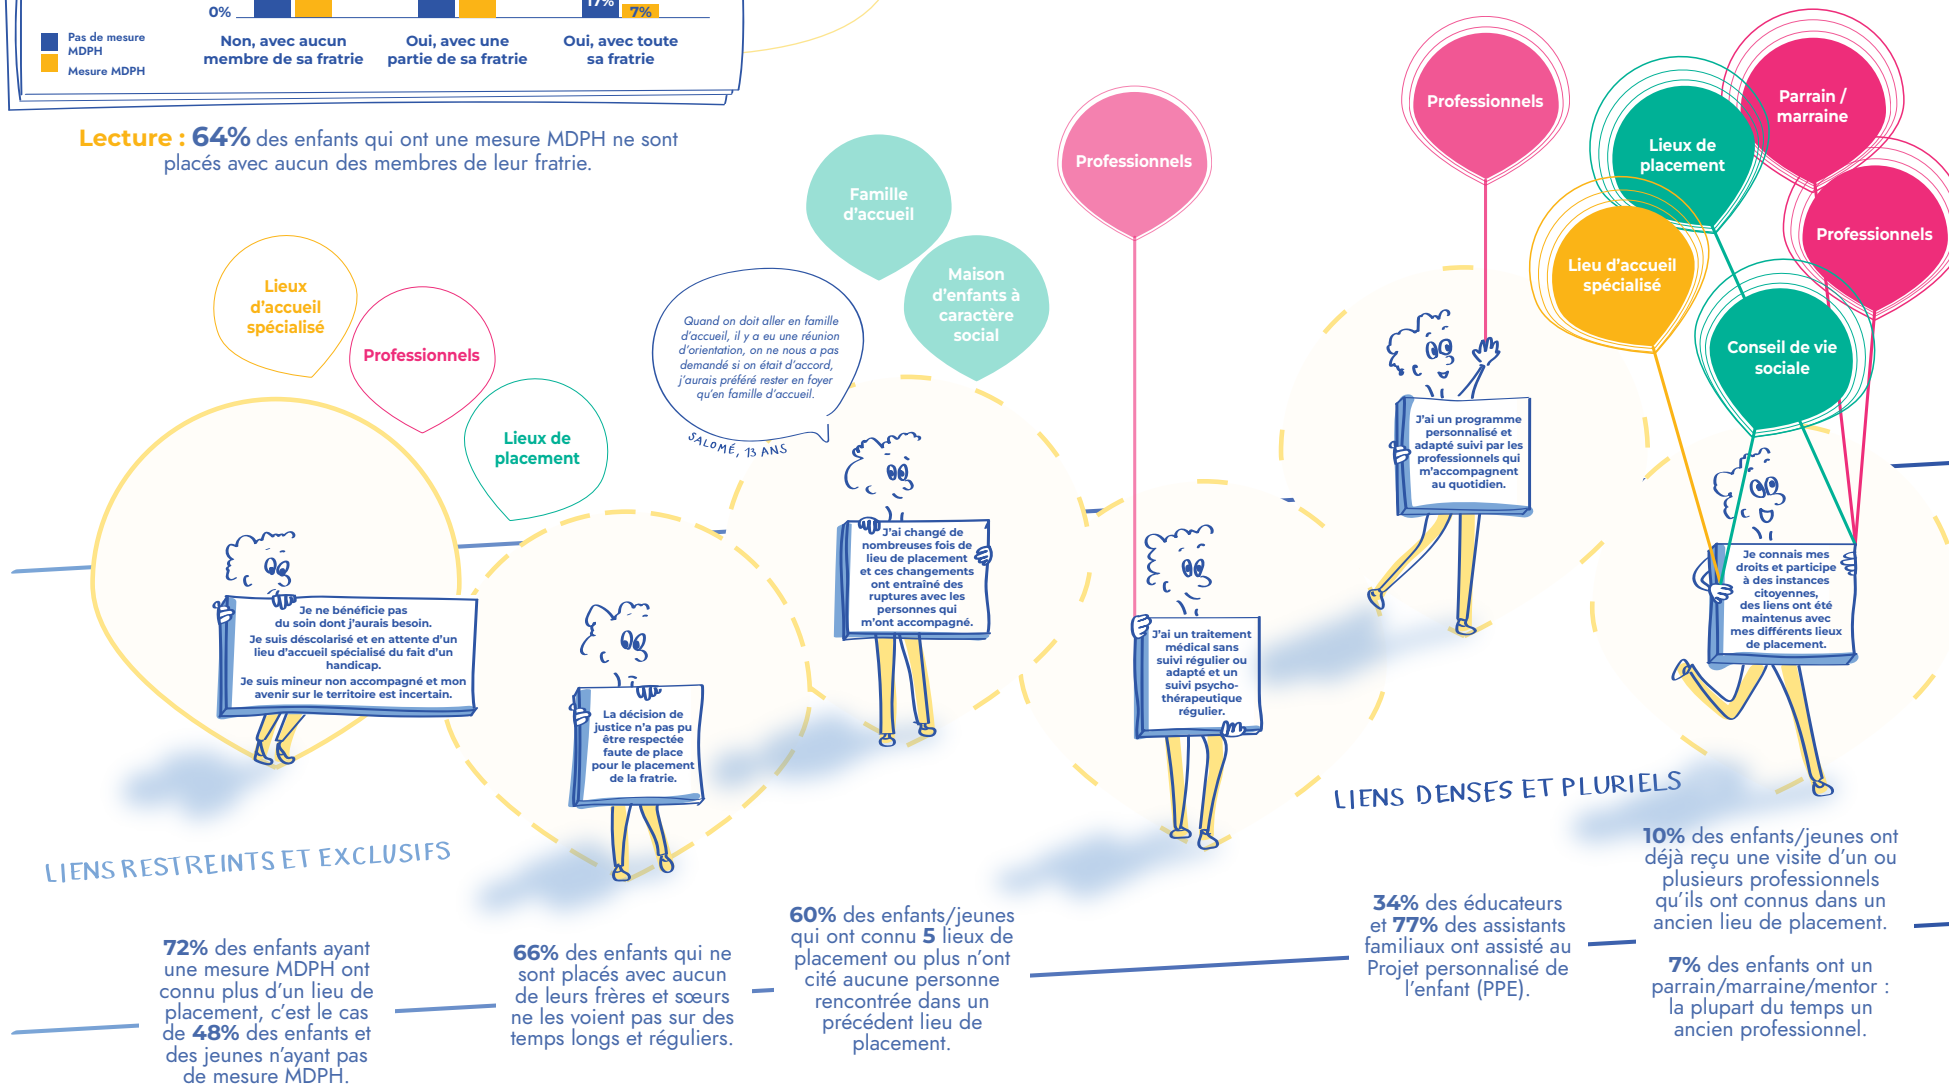 0%
17%
7%
Pas de mesure
MDPH
Mesure MDPH
Non, avec aucun
membre de sa fratrie
Oui, avec une
partie de sa fratrie
Oui, avec toute
sa fratrie
Lecture : 64% des enfants qui ont une mesure MDPH ne sont
placés avec aucun des membres de leur fratrie.
Lieux
d'accueil
spécialisé
Professionnels
Lieux de
placement
Quand on doit aller en famille
d'accueil, il y a eu une réunion
d'orientation, on ne nous a pas
demandé si on était d'accord,
j'aurais préféré rester en foyer
qu'en famille d'accueil.
SALOMÉ, 13 ANS
Famille
d'accueil
Maison
d'enfants à
caractère
social
Professionnels
Professionnels
Lieux de
placement
Parrain /
marraine
Professionnels
Lieu d'accueil
spécialisé
Conseil de vie
sociale
Je ne bénéficie pas
du soin dont j'aurais besoin.
Je suis déscolarisé et en attente d'un
lieu d'accueil spécialisé du fait d'un
handicap.
Je suis mineur non accompagné et mon
avenir sur le territoire est incertain.
La décision de
justice n'a pas pu
être respectée
faute de place
pour le placement
de la fratrie.
J'ai changé de
nombreuses fois de
lieu de placement
et ces changements
ont entraîné des
ruptures avec les
personnes qui
m'ont accompagné.
J'ai un traitement
médical sans
suivi régulier ou
adapté et un
suivi psycho-
thérapeutique
régulier.
J'ai un programme
personnalisé et
adapté suivi par les
professionnels qui
m'accompagnent
au quotidien.
Je connais mes
droits et participe
à des instances
citoyennes,
des liens ont été
maintenus avec
mes différents lieux
de placement.
LIENS RESTREINTS ET EXCLUSIFS
LIENS DENSES ET PLURIELS
72% des enfants ayant
une mesure MDPH ont
connu plus d'un lieu de
placement, c'est le cas
de 48% des enfants et
des jeunes n'ayant pas
de mesure MDPH.
66% des enfants qui ne
sont placés avec aucun
de leurs frères et sœurs
ne les voient pas sur des
temps longs et réguliers.
60% des enfants/jeunes
qui ont connu 5 lieux de
placement ou plus n'ont
cité aucune personne
rencontrée dans un
précédent lieu de
placement.
34% des éducateurs
et 77% des assistants
familiaux ont assisté au
Projet personnalisé de
l'enfant (PPE).
10% des enfants/jeunes ont
déjà reçu une visite d'un ou
plusieurs professionnels
qu'ils ont connus dans un
ancien lieu de placement.
7% des enfants ont un
parrain/marraine/mentor :
la plupart du temps un
ancien professionnel.